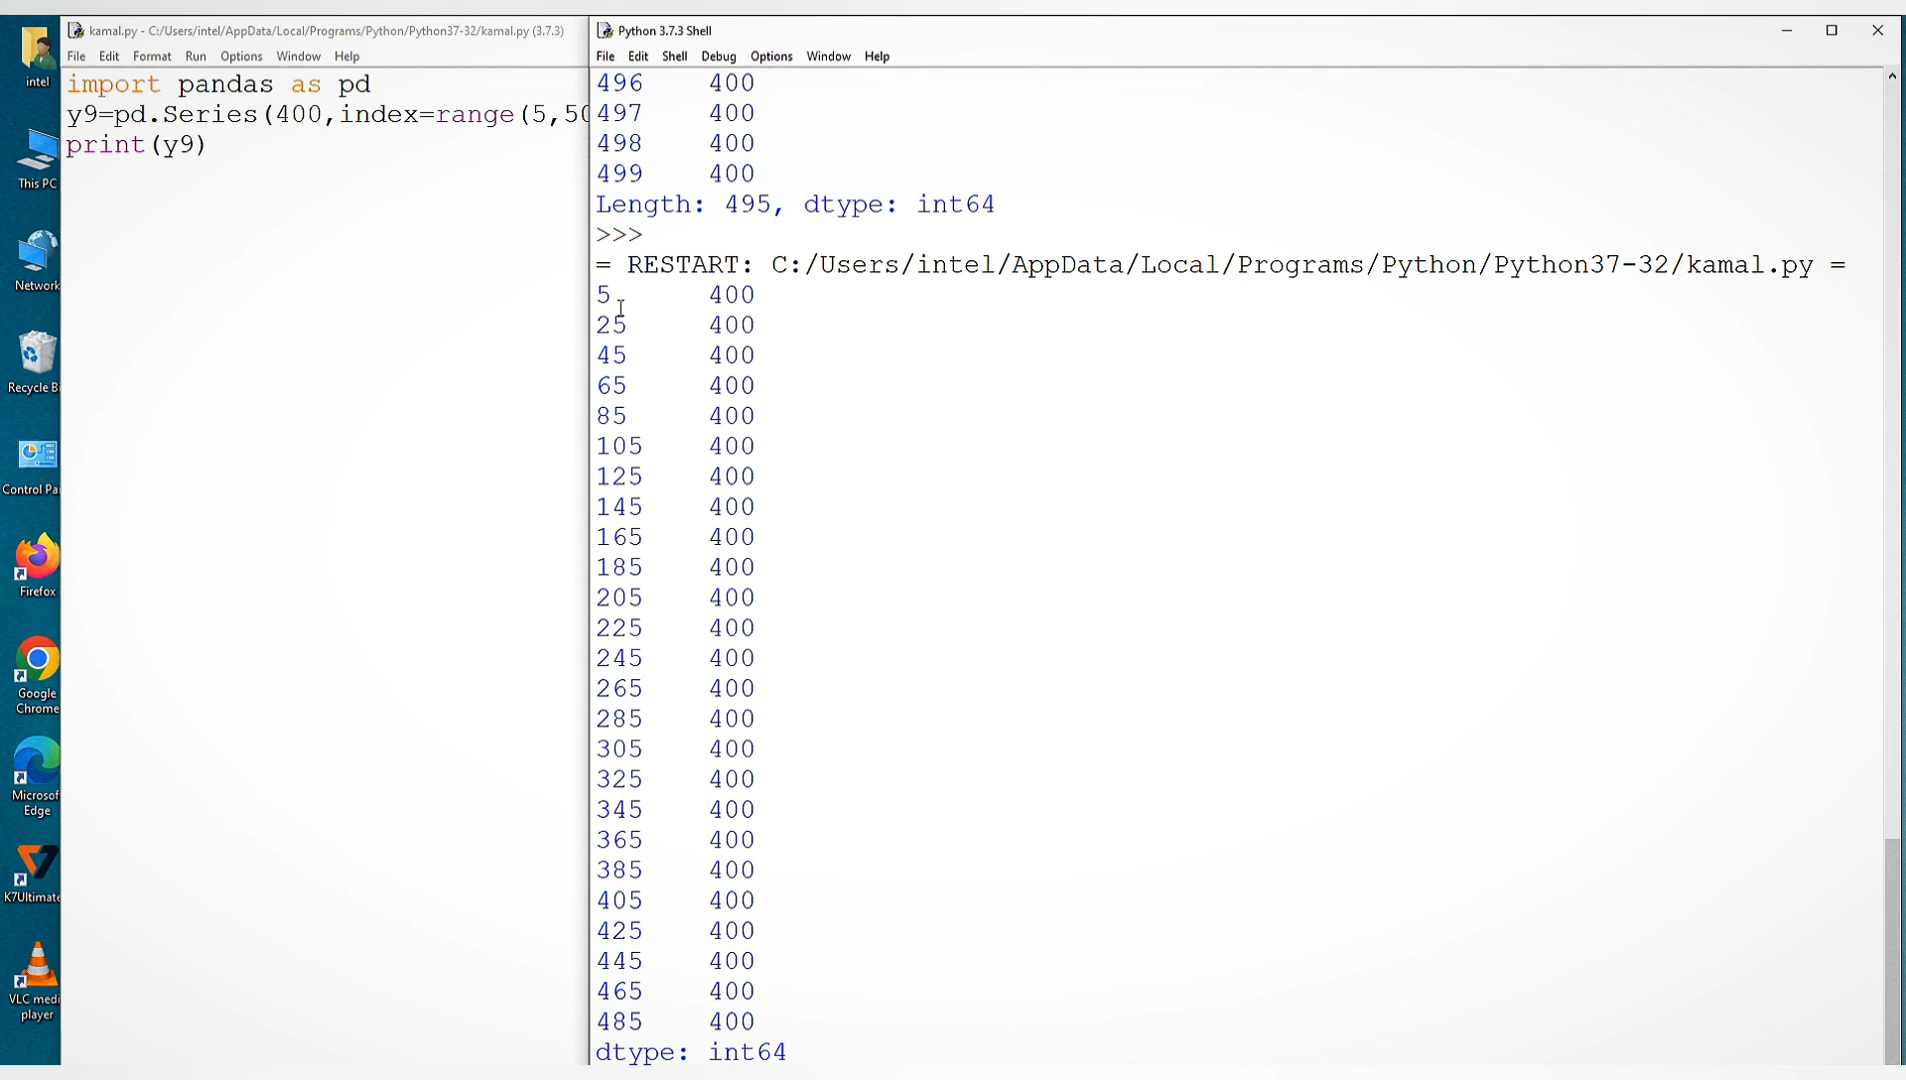 intel
This PC
Network
Recycle Bi
Control Pa
Firefox
Google
Chrome
Microsof
Edge
K7Ultimate
VLC medi
player
kamal.py - C:/Users/intel/AppData/Local/Programs/Python/Python37-32/kamal.py (3.7.3)
File Edit Format Run Options Window Help
import pandas as pd
y9=pd.Series(400,index=range(5,50
print(y9)
Python 3.7.3 Shell
File Edit Shell Debug Options Window Help
496 400
497 400
498 400
499 400
Length: 495, dtype: int64
>>>
= RESTART: C:/Users/intel/AppData/Local/Programs/Python/Python37-32/kamal.py =
5 400
25 400
45 400
65 400
85 400
105 400
125 400
145 400
165 400
185 400
205 400
225 400
245 400
265 400
285 400
305 400
325 400
345 400
365 400
385 400
405 400
425 400
445 400
465 400
485 400
dtype: int64